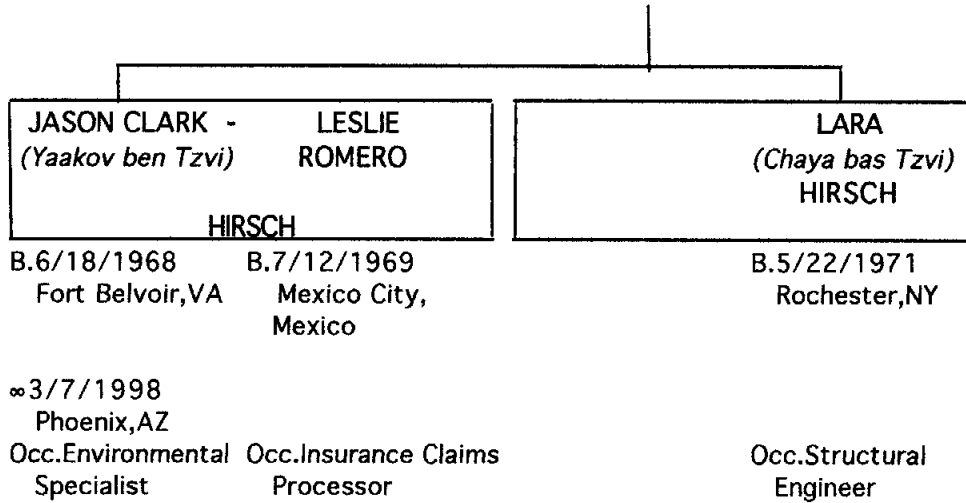 JASON CLARK - LESLIE
(Yaakov ben Tzvi) ROMERO
HIRSCH
B.6/18/1968 B.7/12/1969
Fort Belvoir,VA Mexico City,
Mexico
∞3/7/1998
Phoenix,AZ
Occ.Environmental Occ.Insurance Claims
Specialist Processor
LARA
(Chaya bas Tzvi)
HIRSCH
B.5/22/1971
Rochester,NY
Occ.Structural
Engineer